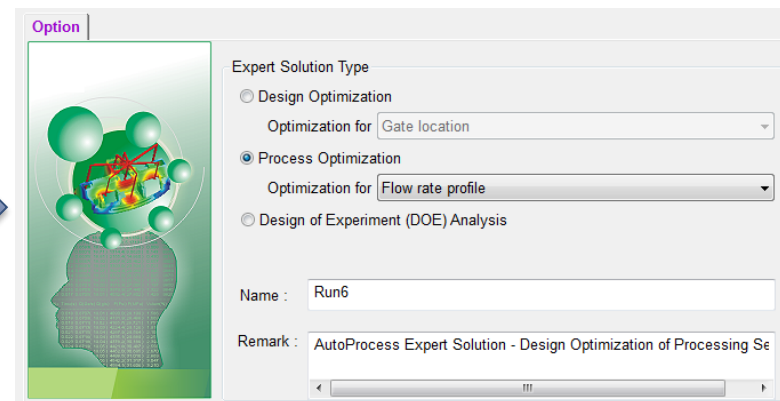 Option
Expert Solution Type
Design Optimization
Optimization for Gate location
Process Optimization
Optimization for Flow rate profile
Design of Experiment (DOE) Analysis
Name : Run6
Remark : AutoProcess Expert Solution - Design Optimization of Processing Se